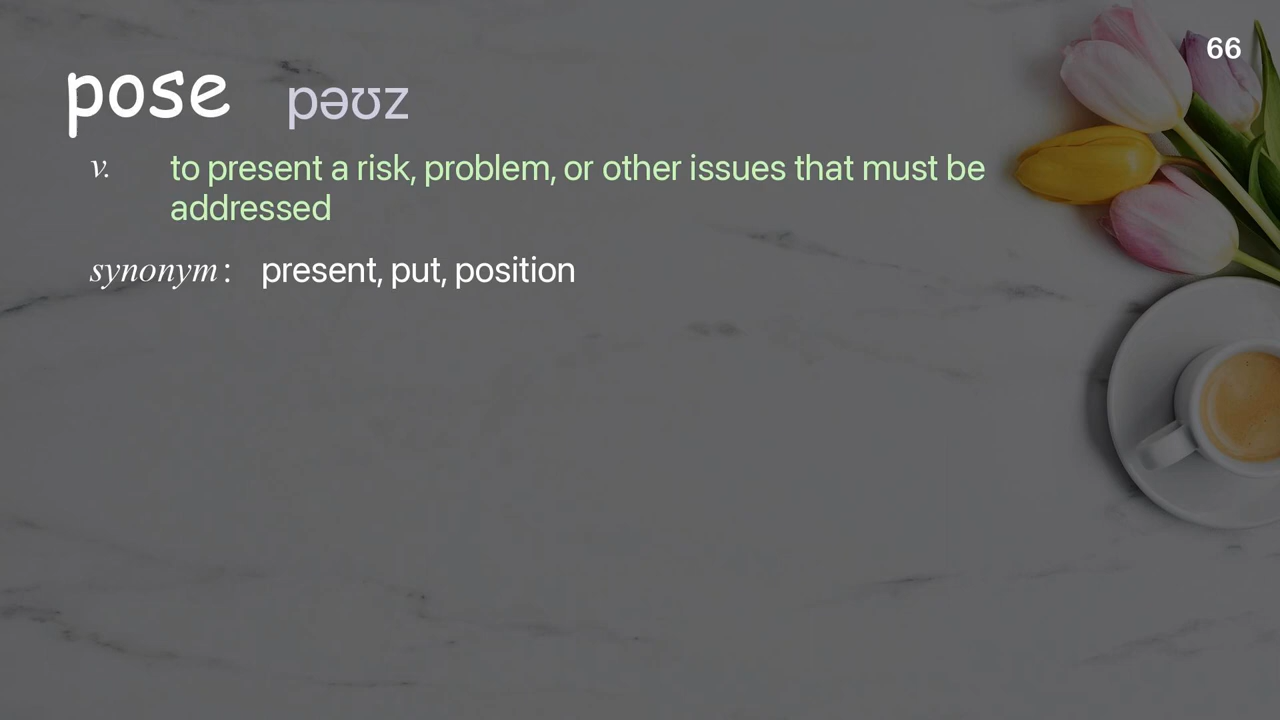 66
pose pəʊz
v. to present a risk, problem, or other issues that must be
addressed
synonym : present, put, position